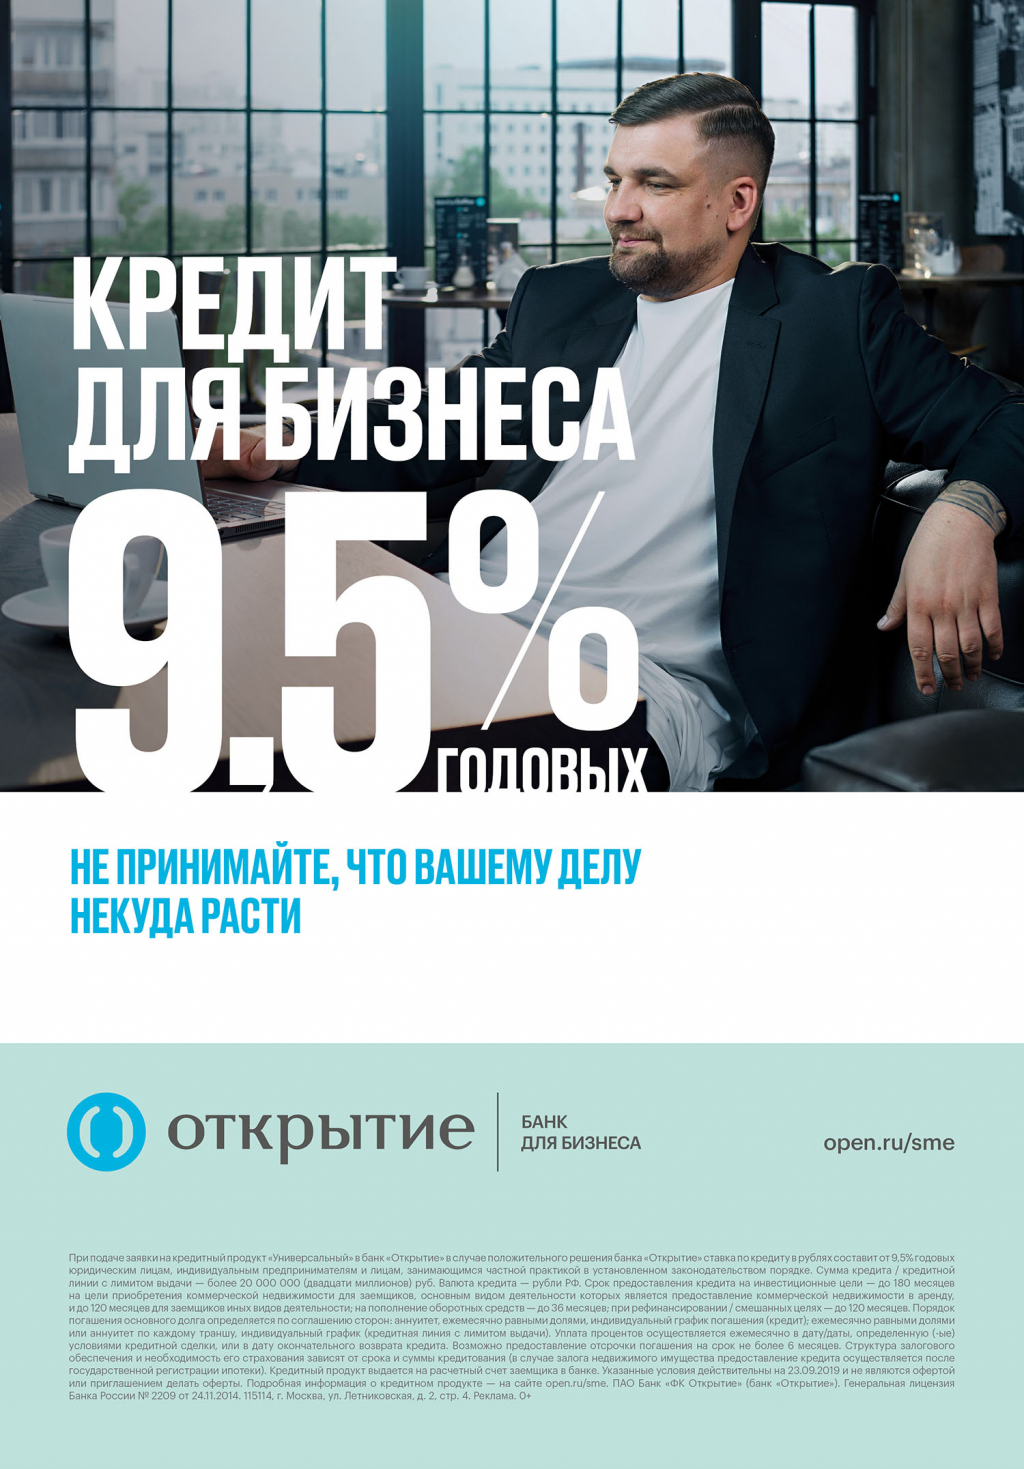 КРЕДИТ
ДЛЯ БИЗНЕСА
9,5%
ГОДОВЫХ
НЕ ПРИНИМАЙТЕ, ЧТО ВАШЕМУ ДЕЛУ
НЕКУДА РАСТИ
открытие
БАНК
ДЛЯ БИЗНЕСА
open.ru/sme
При подаче заявки на кредитный продукт «Универсальный» в банк «Открытие» в случае положительного решения банка «Открытие» ставка по кредиту в рублях составит от 9,5% годовых
юридическим лицам, индивидуальным предпринимателям и лицам, занимающимся частной практикой в установленном законодательством порядке. Сумма кредита / кредитной
линии с лимитом выдачи — более 20 000 000 (двадцати миллионов) руб. Валюта кредита — рубли РФ. Срок предоставления кредита на инвестиционные цели — до 180 месяцев
на цели приобретения коммерческой недвижимости для заемщиков, основным видом деятельности которых является предоставление коммерческой недвижимости в аренду,
и до 120 месяцев для заемщиков иных видов деятельности; на пополнение оборотных средств — до 36 месяцев; при рефинансировании / смешанных целях — до 120 месяцев. Порядок
погашения основного долга определяется по соглашению сторон: аннуитет, ежемесячно равными долями, индивидуальный график погашения (кредит); ежемесячно равными долями
или аннуитет по каждому траншу, индивидуальный график (кредитная линия с лимитом выдачи). Уплата процентов осуществляется ежемесячно в дату/даты, определенную (-ые)
условиями кредитной сделки, или в дату окончательного возврата кредита. Возможно предоставление отсрочки погашения на срок не более 6 месяцев. Структура залогового
обеспечения и необходимость его страхования зависят от срока и суммы кредитования (в случае залога недвижимого имущества предоставление кредита осуществляется после
государственной регистрации ипотеки). Кредитный продукт выдается на расчетный счет заемщика в банке. Указанные условия действительны на 23.09.2019 и не являются офертой
или приглашением делать оферты. Подробная информация о кредитном продукте — на сайте open.ru/sme. ПАО Банк «ФК Открытие» (банк «Открытие»). Генеральная лицензия
Банка России № 2209 от 24.11.2014. 115114, г. Москва, ул. Летниковская, д. 2, стр. 4. Реклама. 0+